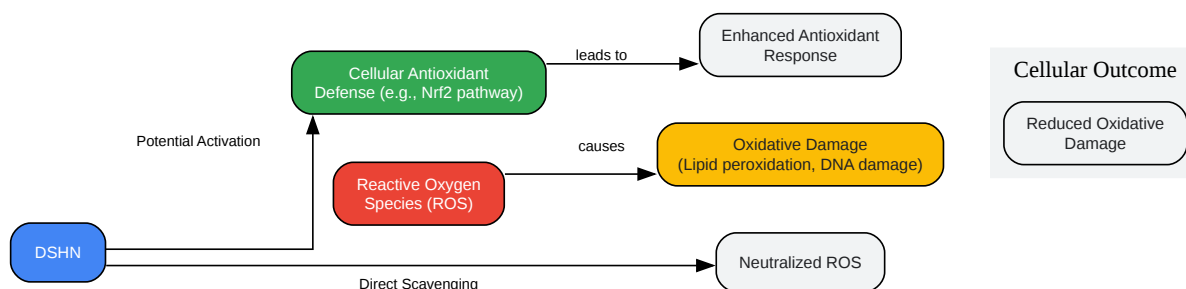 Enhanced Antioxidant
Response
leads to
Cellular Antioxidant
Defense (e.g., Nrf2 pathway)
Cellular Outcome
Reduced Oxidative
Damage
Potential Activation
causes
Oxidative Damage
(Lipid peroxidation, DNA damage)
Reactive Oxygen
Species (ROS)
DSHN
Neutralized ROS
Direct Scavenging